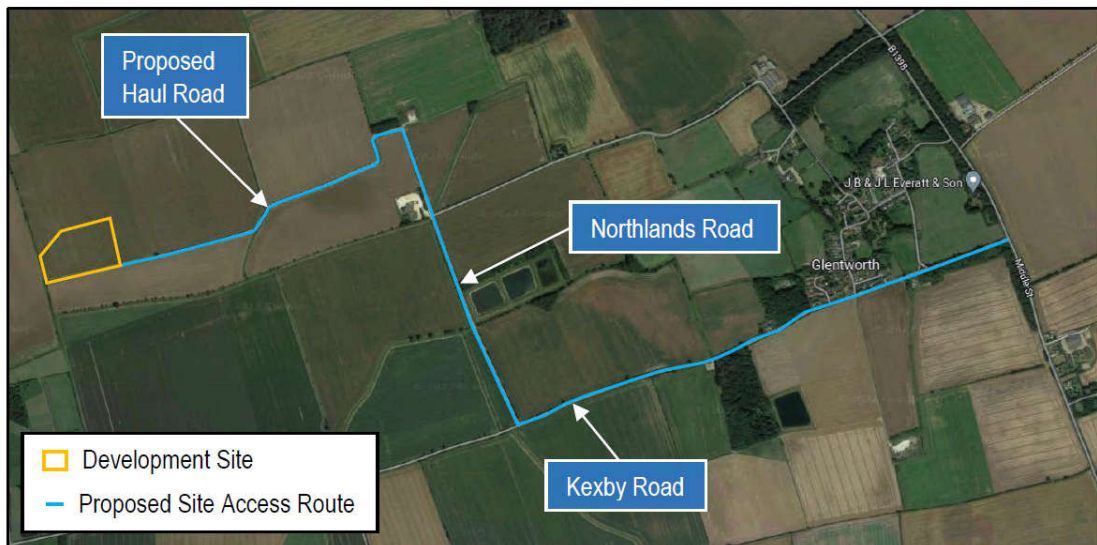 Proposed
Haul Road
B1398
J B & J L Everatt & Son
Northlands Road
Glentworth
Middle St
Kexby Road
Development Site
Proposed Site Access Route